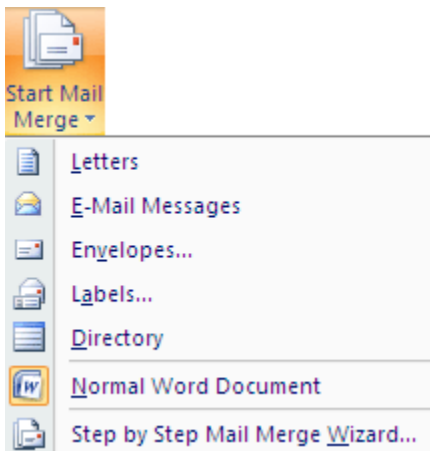 Start Mail
Merge
Letters
E-Mail Messages
Envelopes...
Labels...
Directory
Normal Word Document
Step by Step Mail Merge Wizard...